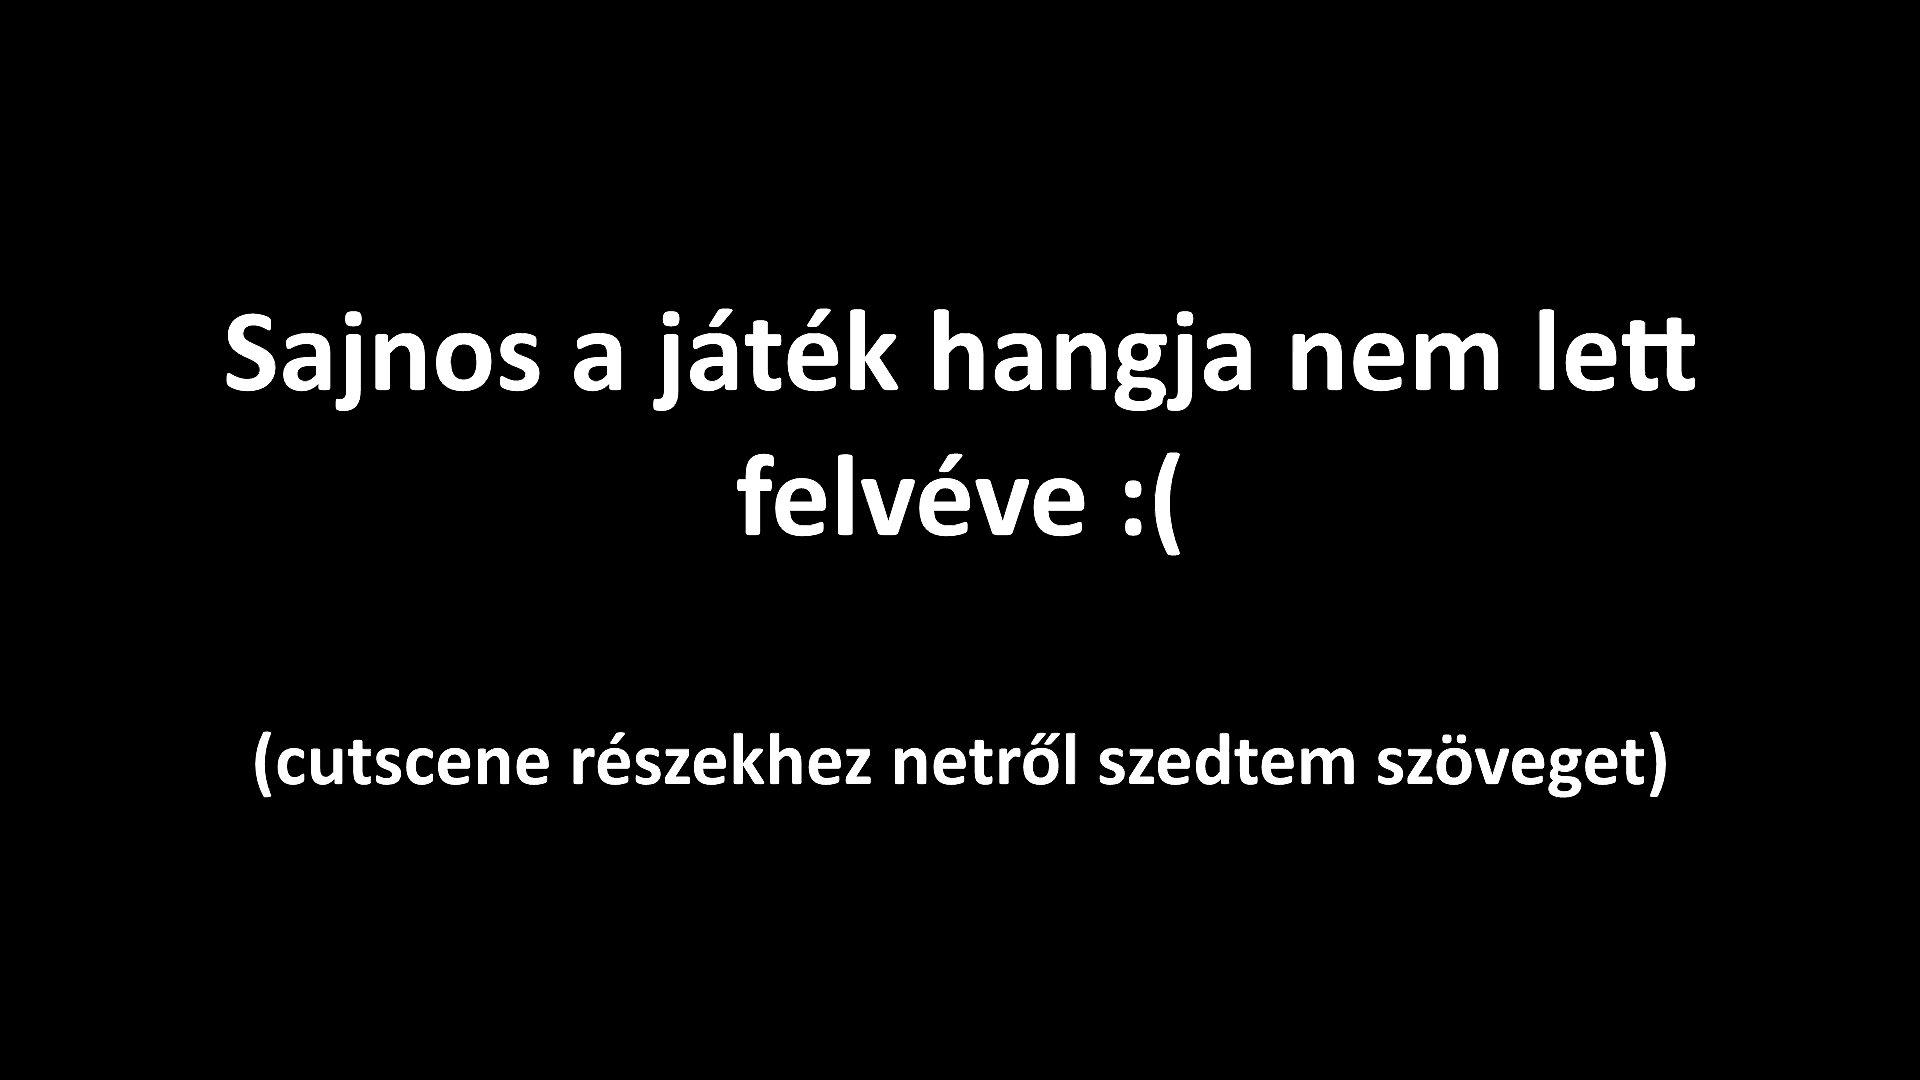 Sajnos a játék hangja nem lett
felvéve :(
(cutscene részekhez netről szedtem szöveget)